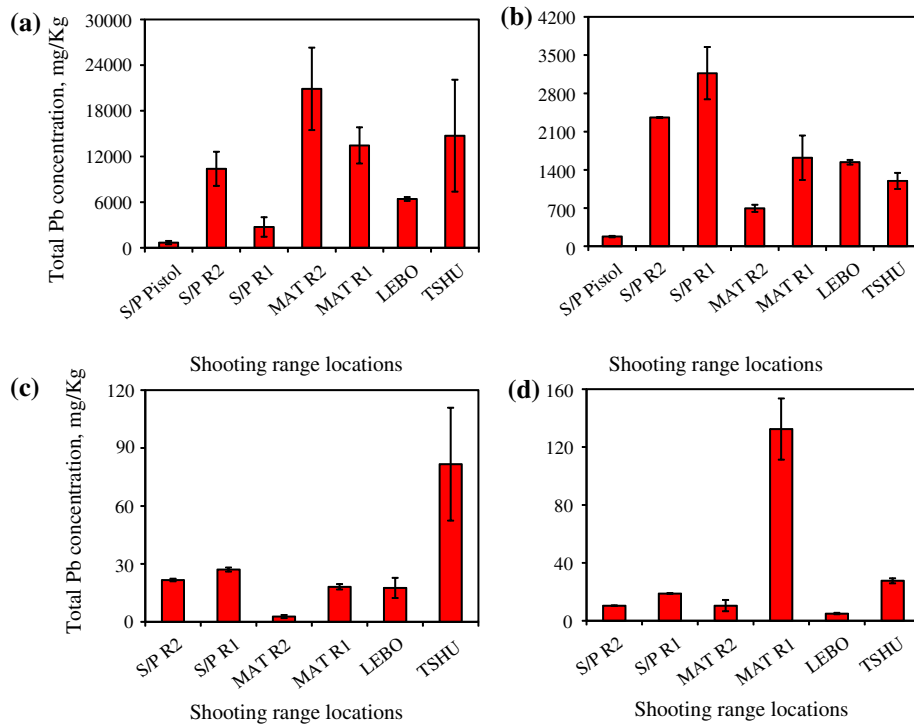 (a)
Total Pb concentration, mg/Kg
30000
24000
18000
12000
6000
0
S/P Pistol
S/P R2
S/P R1
MAT R2
MAT R1
LEBO
TSHU
Shooting range locations
(b)
4200
3500
2800
2100
1400
700
0
S/P Pistol
S/P R2
S/P R1
MAT R2
MAT R1
LEBO
TSHU
Shooting range locations
(c)
Total Pb concentration, mg/Kg
120
90
60
30
0
S/P R2
S/P R1
MAT R2
MAT R1
LEBO
TSHU
Shooting range locations
(d)
160
120
80
40
0
S/P R2
S/P R1
MAT R2
MAT R1
LEBO
TSHU
Shooting range locations